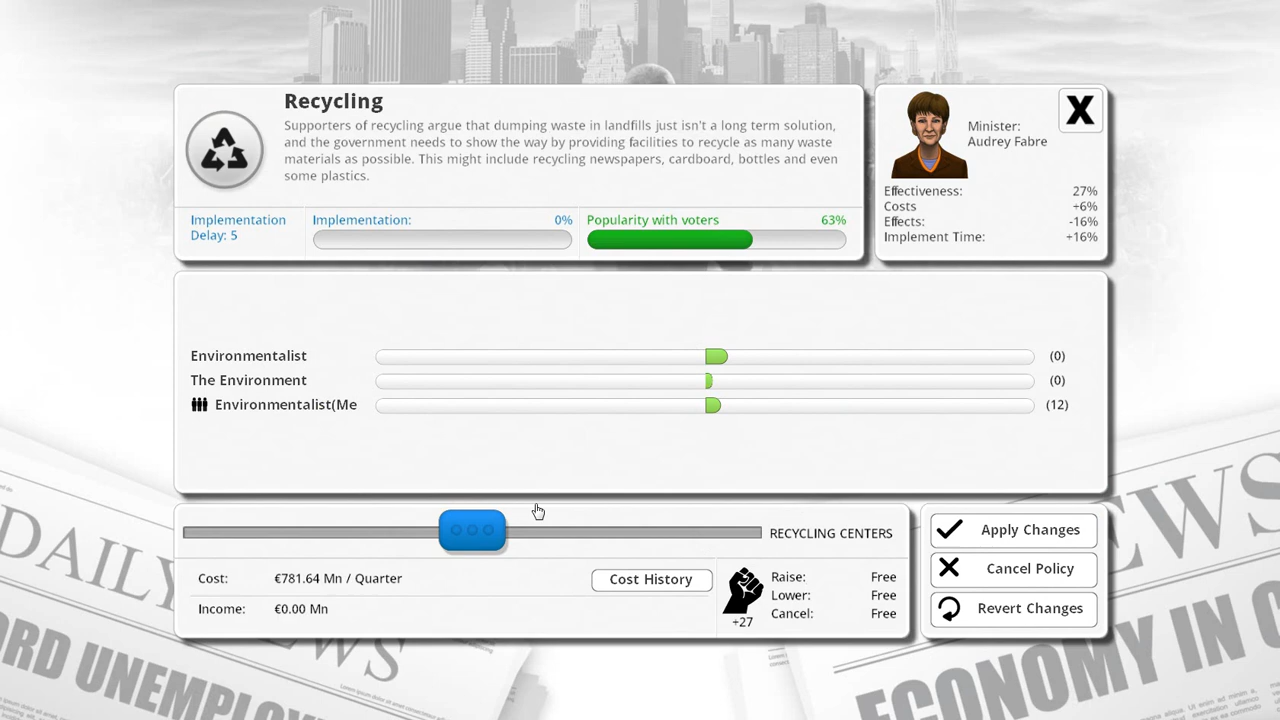 Recycling
Supporters of recycling argue that dumping waste in landfills just isn't a long term solution,
and the government needs to show the way by providing facilities to recycle as many waste
materials as possible. This might include recycling newspapers, cardboard, bottles and even
some plastics.
Implementation
Delay: 5
Implementation: 0%
Popularity with voters 63%
X
Minister:
Audrey Fabre
Effectiveness: 27%
Costs +6%
Effects: -16%
Implement Time: +16%
Environmentalist (0)
The Environment (0)
Environmentalist(Me (12)
RECYCLING CENTERS
Cost: €781.64 Mn / Quarter
Cost History
Income: €0.00 Mn
+27
Raise: Free
Lower: Free
Cancel: Free
Apply Changes
Cancel Policy
Revert Changes
DAILY
NEWS
ORD UNEMPLO
EWS
ECONOMY IN C